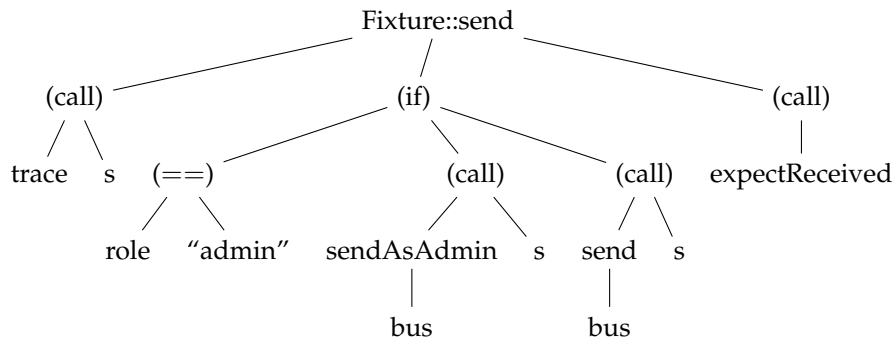 Fixture::send
(call) (if) (call)
trace s (==) (call) (call) expectReceived
role “admin” sendAsAdmin s send s
bus bus